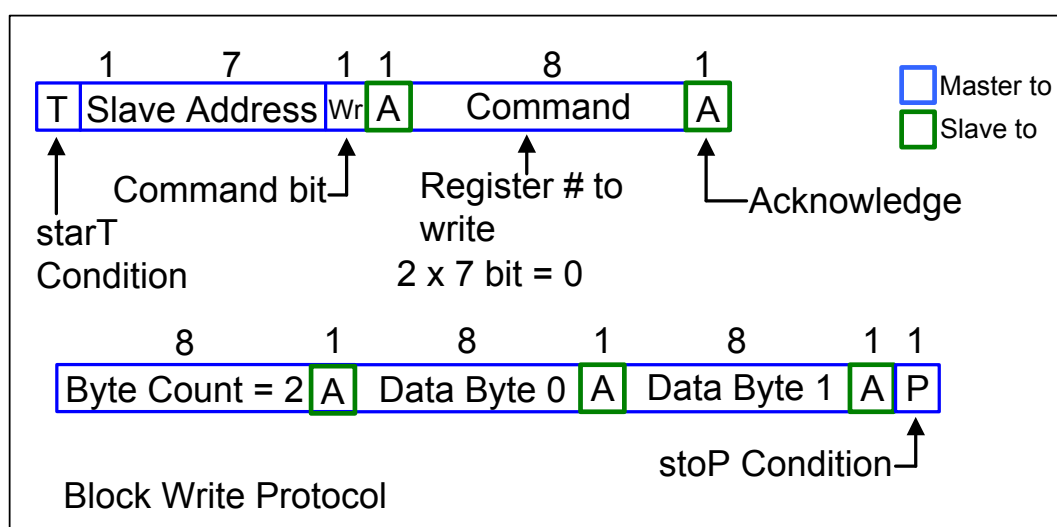 1 7 1 1 8 1
T Slave Address Wr A Command A
Master to
Slave to
Command bit
Register # to
write
Acknowledge
starT
Condition
2 x 7 bit = 0
8 1 8 1 8 1 1
Byte Count = 2 A Data Byte 0 A Data Byte 1 A P
stoP Condition
Block Write Protocol